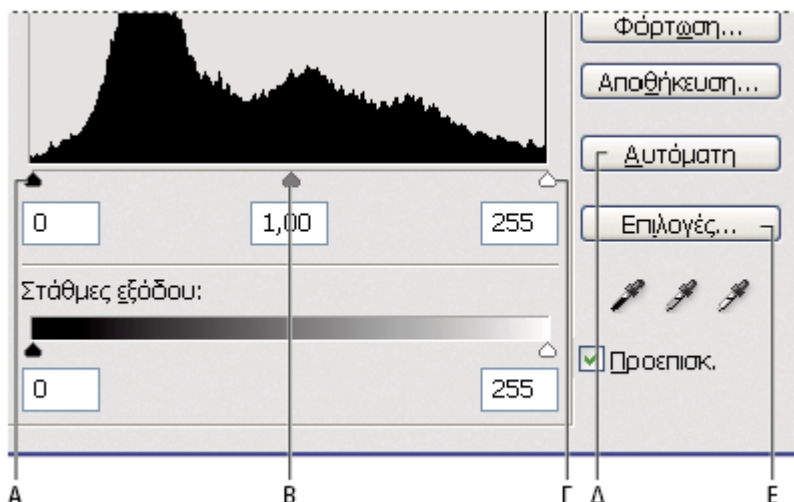 Φόρτωση...
Αποθήκευση...
Αυτόματη
0 1,00 255
Επιλογές...
Στάθμες εξόδου:
Προεπισκ.
0 255
Α Β Γ Δ Ε